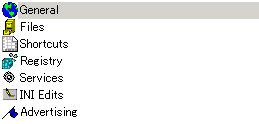 General
Files
Shortcuts
Registry
Services
INI Edits
Advertising